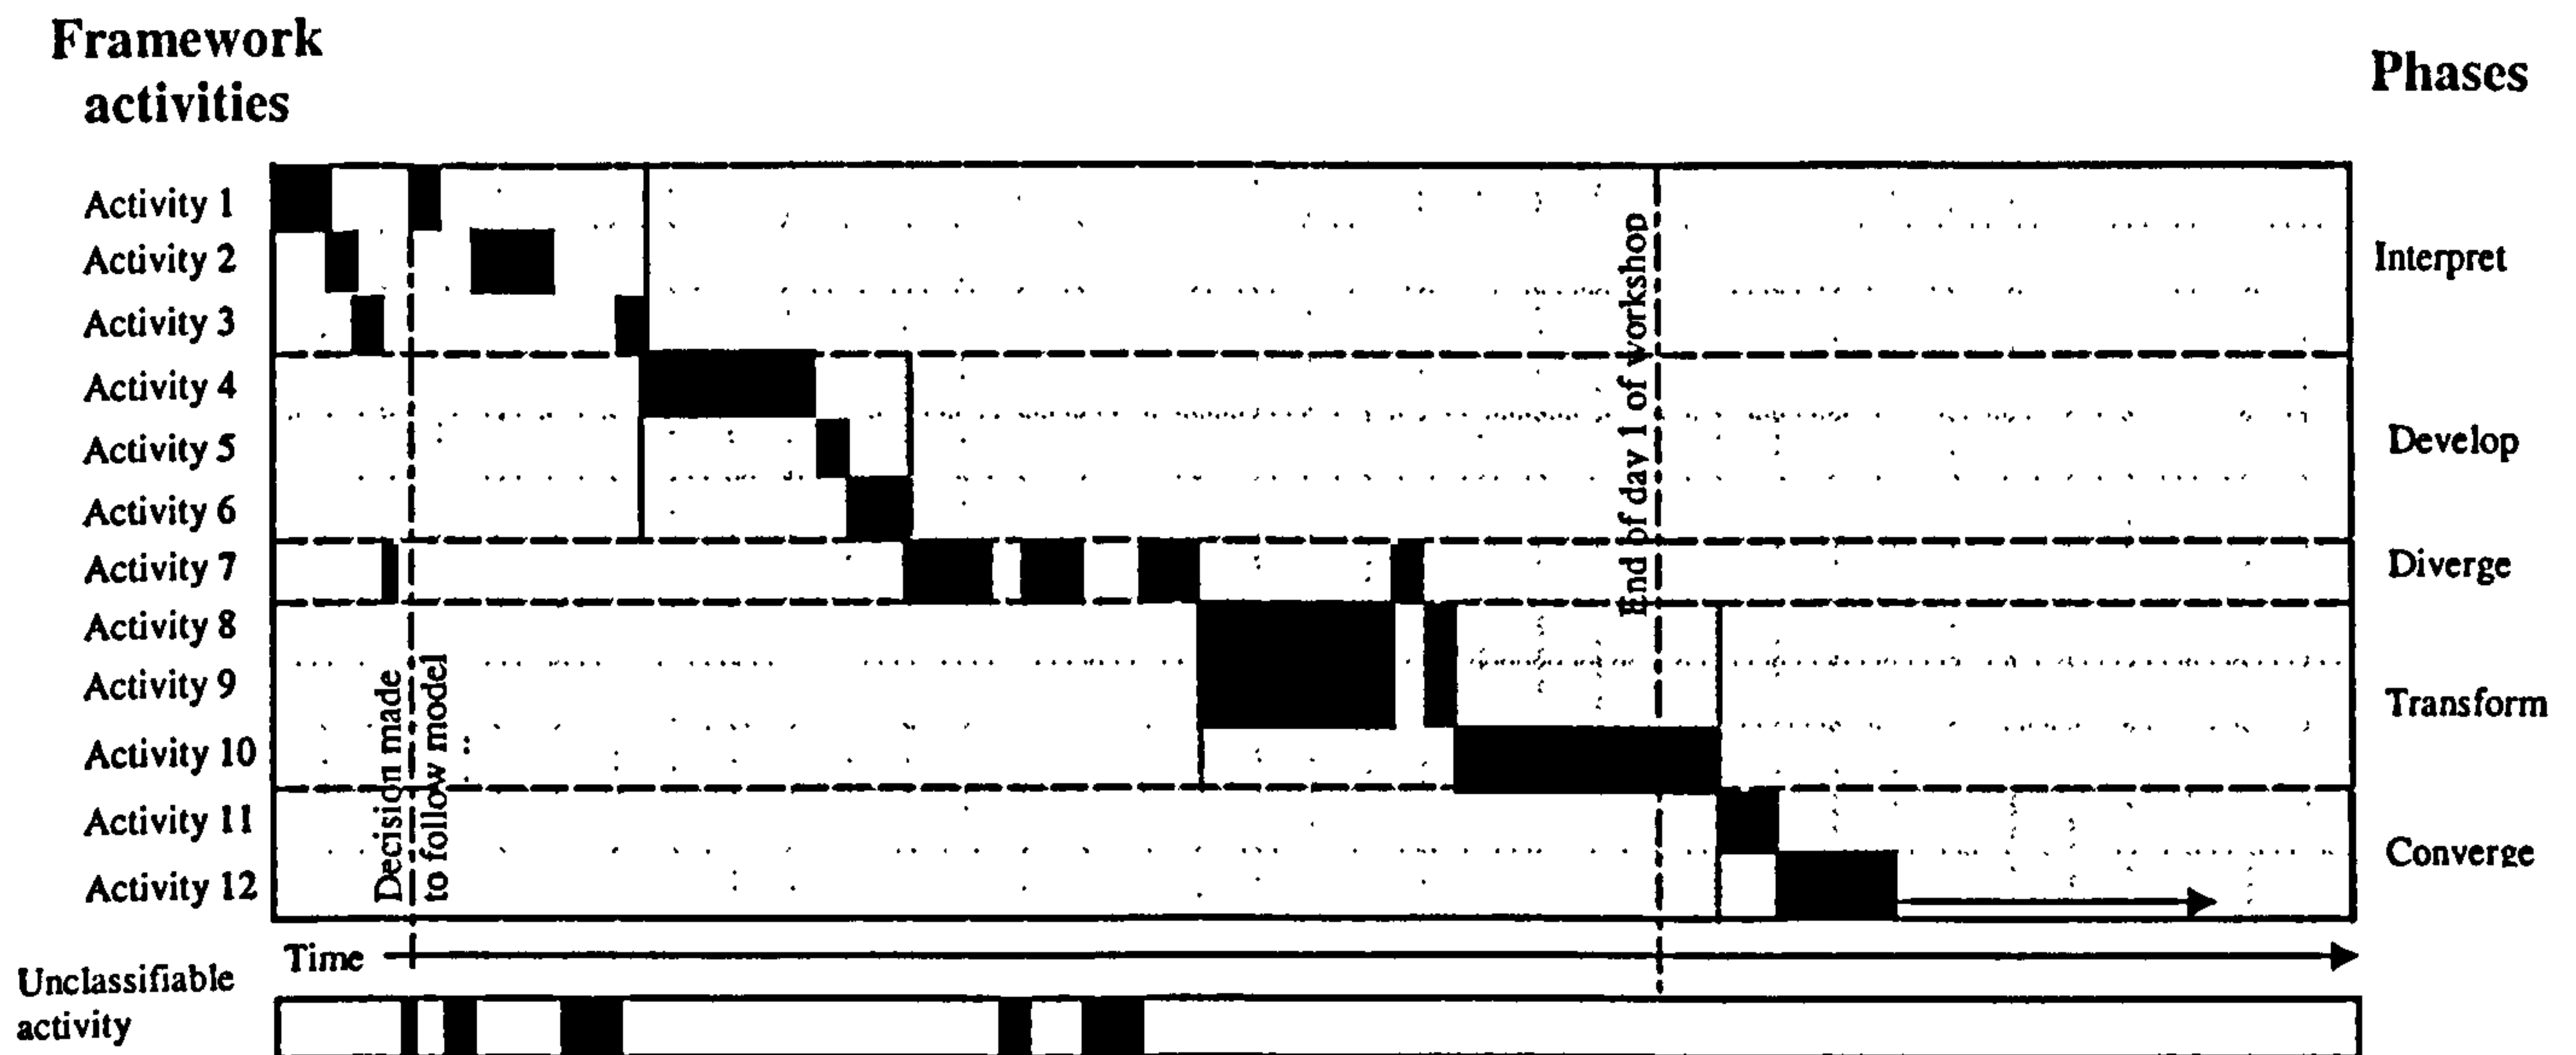 Framework
activities
Phases
Activity 1
Activity 2
Interpret
Activity 3
Activity 4
Activity 5
Develop
Activity 6
Activity 7
Diverge
Activity 8
Activity 9
Transform
Activity 10
Activity 11
Converge
Activity 12
Decision made
to follow model
End of day 1 of workshop
Time
Unclassifiable
activity